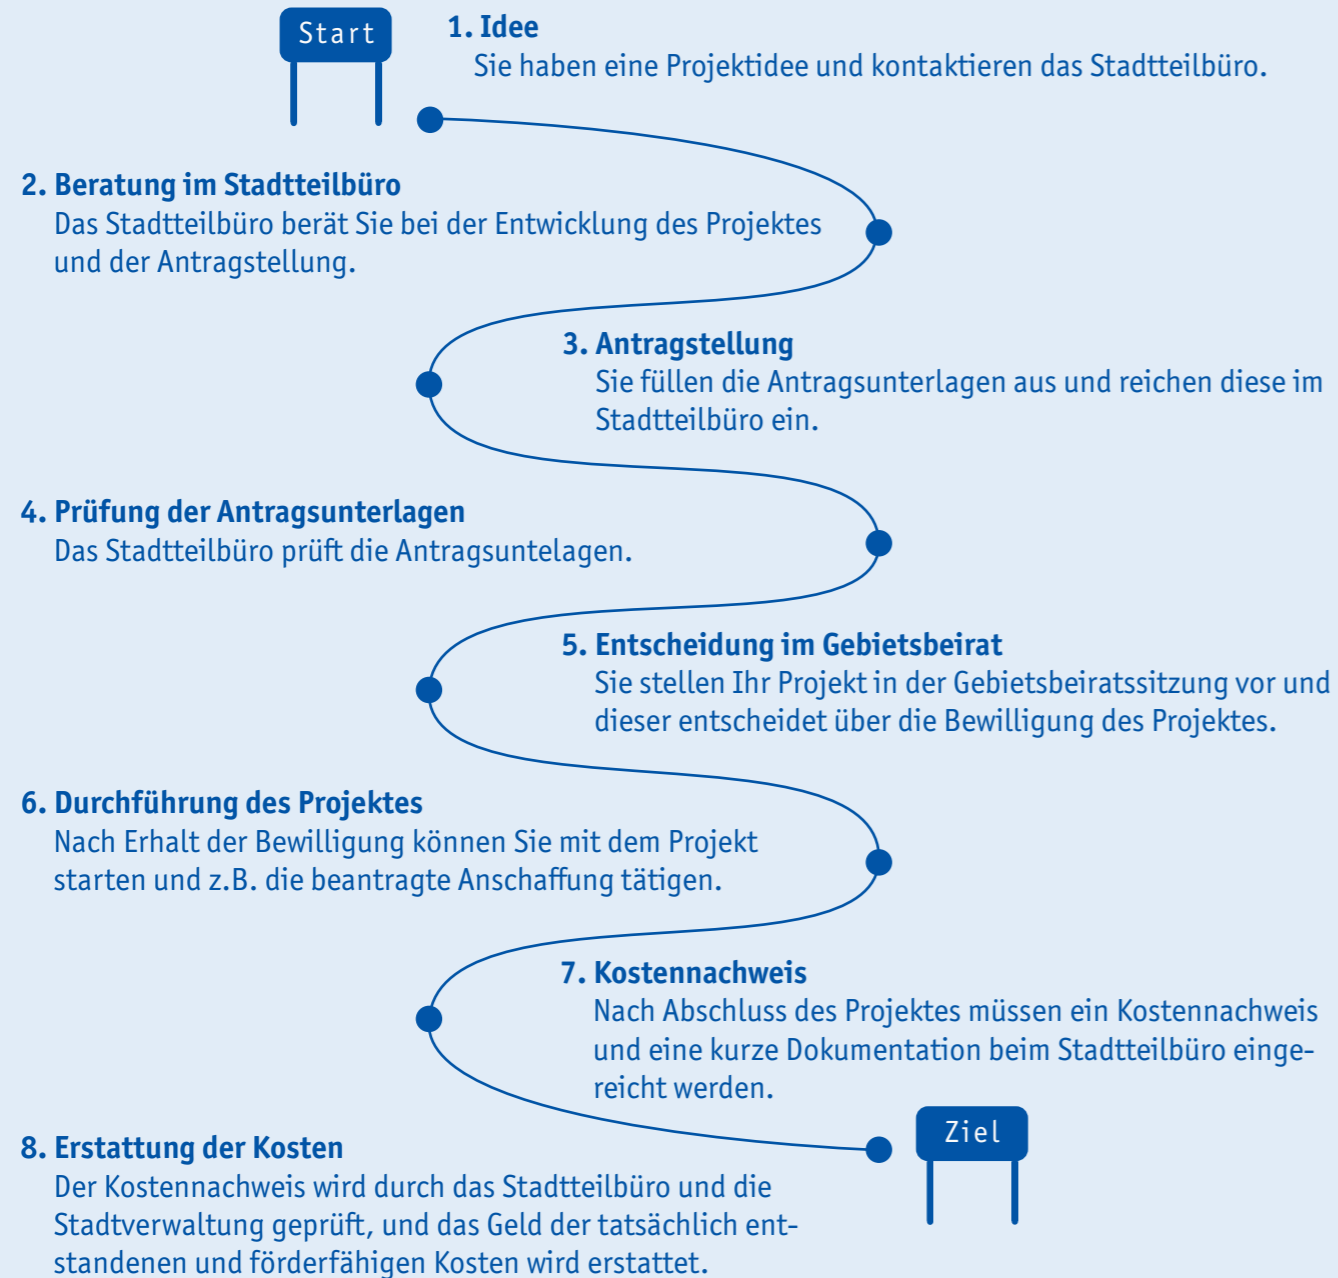 Start
1. Idee
Sie haben eine Projektidee und kontaktieren das Stadtteilbüro.
2. Beratung im Stadtteilbüro
Das Stadtteilbüro berät Sie bei der Entwicklung des Projektes
und der Antragstellung.
3. Antragstellung
Sie füllen die Antragsunterlagen aus und reichen diese im
Stadtteilbüro ein.
4. Prüfung der Antragsunterlagen
Das Stadtteilbüro prüft die Antragsuntelagen.
5. Entscheidung im Gebietsbeirat
Sie stellen Ihr Projekt in der Gebietsbeiratssitzung vor und
dieser entscheidet über die Bewilligung des Projektes.
6. Durchführung des Projektes
Nach Erhalt der Bewilligung können Sie mit dem Projekt
starten und z.B. die beantragte Anschaffung tätigen.
7. Kostennachweis
Nach Abschluss des Projektes müssen ein Kostennachweis
und eine kurze Dokumentation beim Stadtteilbüro einge-
reicht werden.
Ziel
8. Erstattung der Kosten
Der Kostennachweis wird durch das Stadtteilbüro und die
Stadtverwaltung geprüft, und das Geld der tatsächlich ent-
standenen und förderfähigen Kosten wird erstattet.